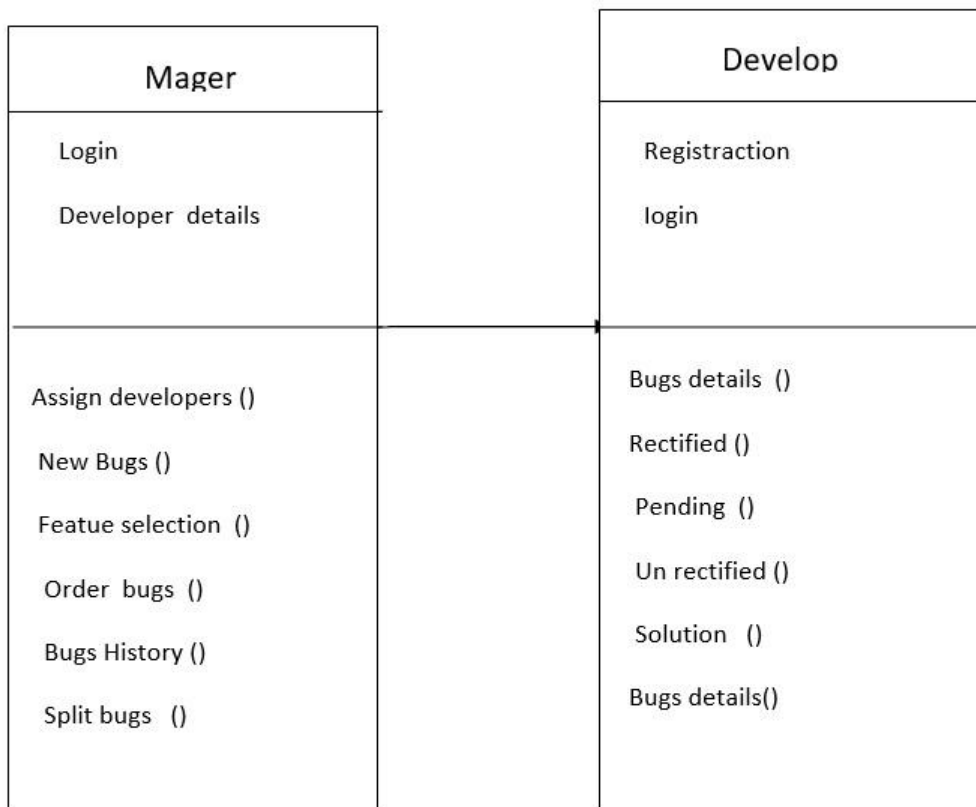 Mager
Login
Developer details
Assign developers ()
New Bugs ()
Featue selection ()
Order bugs ()
Bugs History ()
Split bugs ()
Develop
Registraction
login
Bugs details ()
Rectified ()
Pending ()
Un rectified ()
Solution ()
Bugs details()